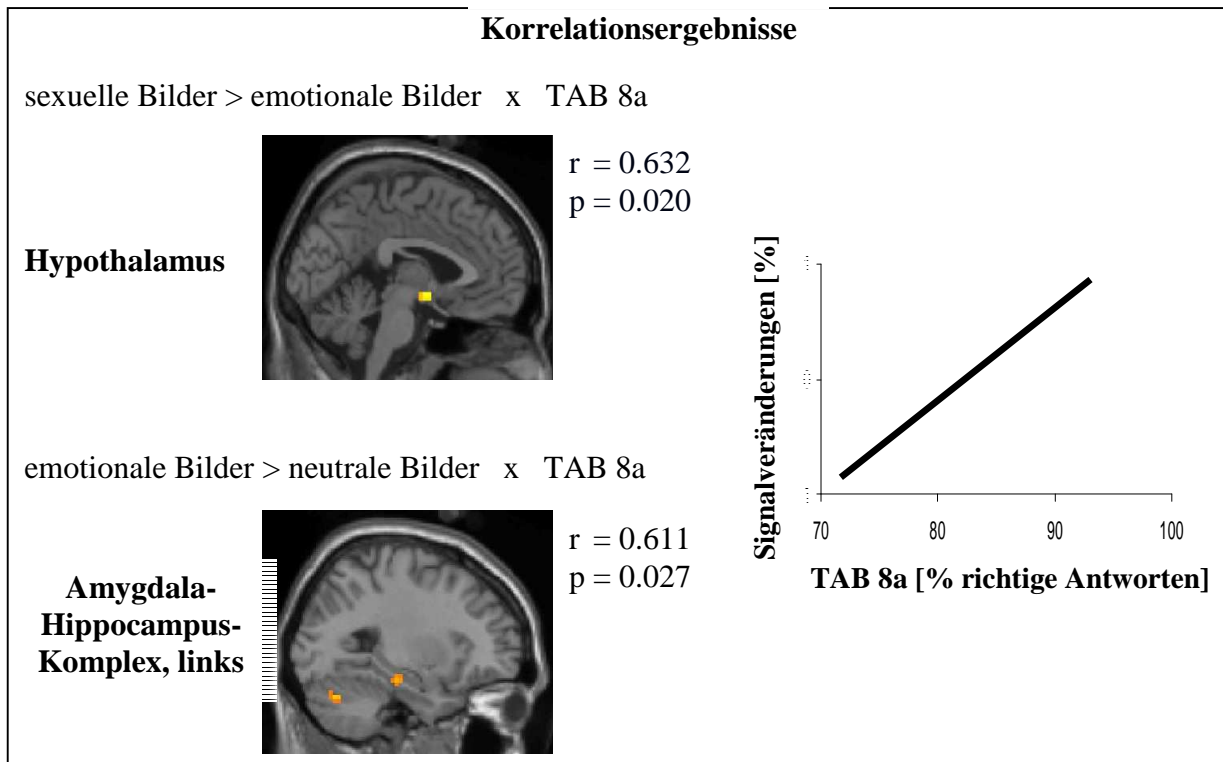 Korrelationsergebnisse
sexuelle Bilder > emotionale Bilder x TAB 8a
r = 0.632
p = 0.020
Hypothalamus
emotionale Bilder > neutrale Bilder x TAB 8a
r = 0.611
p = 0.027
Amygdala-
Hippocampus-
Komplex, links
Signalveränderungen [%]
70 80 90 100
TAB 8a [% richtige Antworten]